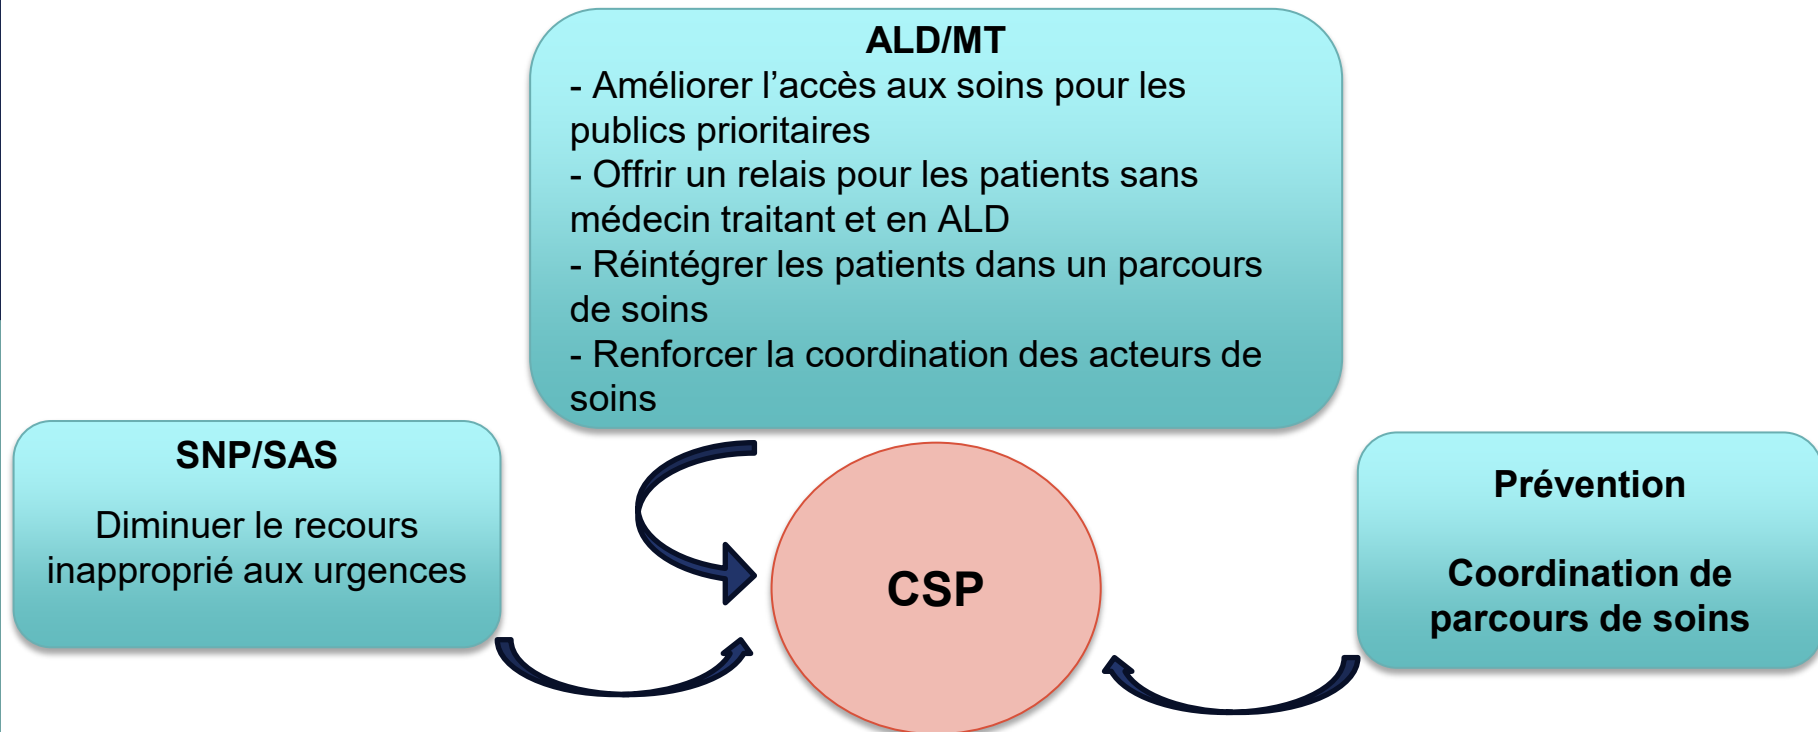 ALD/MT
- Améliorer l’accès aux soins pour les
publics prioritaires
- Offrir un relais pour les patients sans
médecin traitant et en ALD
- Réintégrer les patients dans un parcours
de soins
- Renforcer la coordination des acteurs de
soins
SNP/SAS
Diminuer le recours
inapproprié aux urgences
CSP
Prévention
Coordination de
parcours de soins